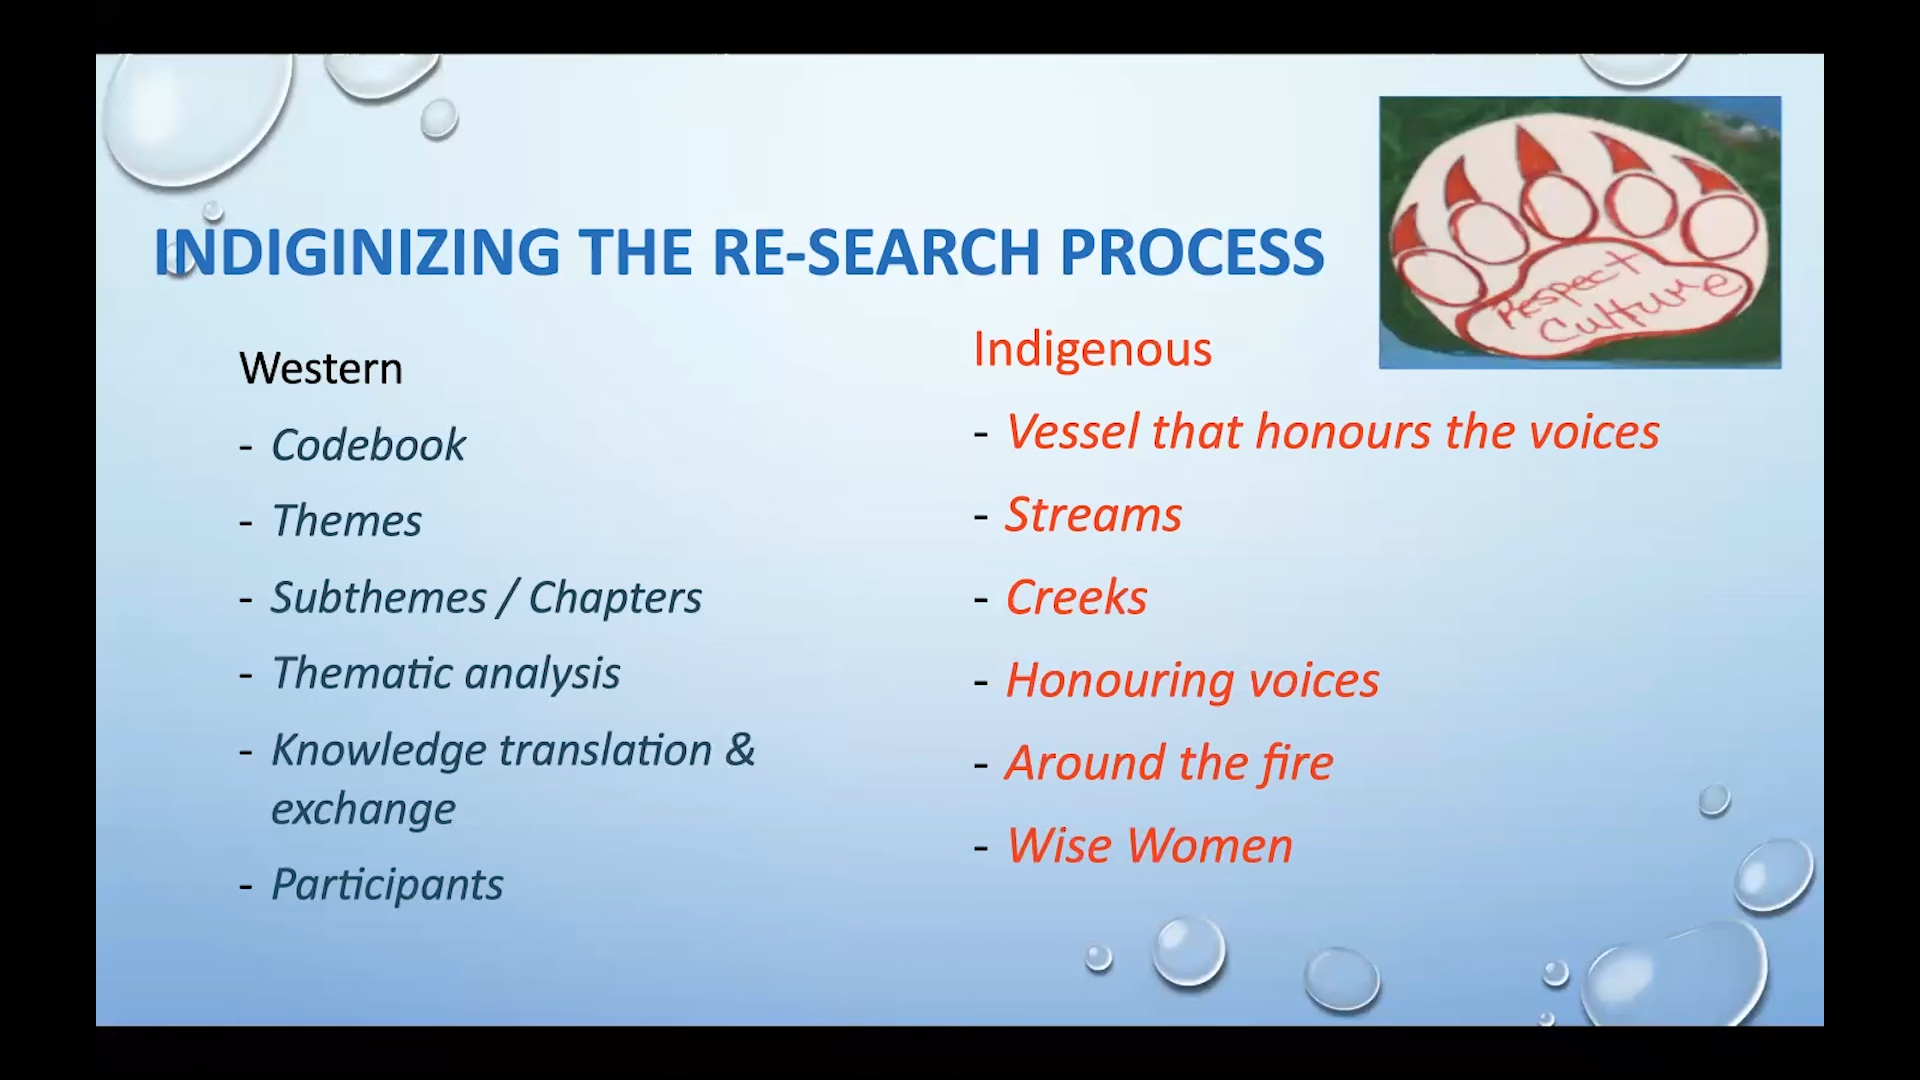 INDIGINIZING THE RE-SEARCH PROCESS
Respect
Culture
Western
- Codebook
- Themes
- Subthemes / Chapters
- Thematic analysis
- Knowledge translation &
exchange
- Participants
Indigenous
- Vessel that honours the voices
- Streams
- Creeks
- Honouring voices
- Around the fire
- Wise Women